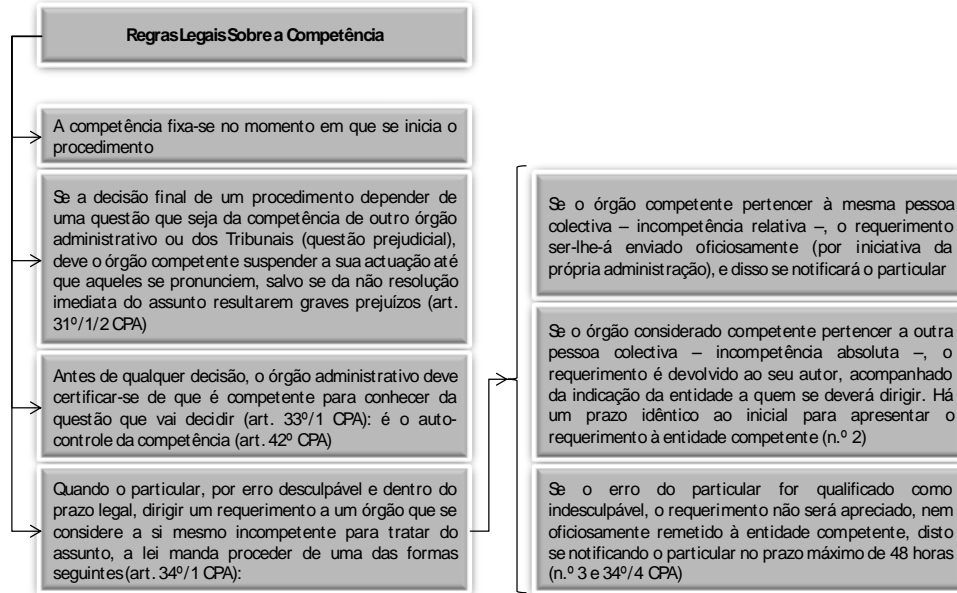 Regras Legais Sobre a Competência
A competência fixa-se no momento em que se inicia o
procedimento
Se a decisão final de um procedimento depender de
uma questão que seja da competência de outro órgão
administrativo ou dos Tribunais (questão prejudicial),
deve o órgão competente suspender a sua actuação até
que aqueles se pronunciem, salvo se da não resolução
imediata do assunto resultarem graves prejuízos (art.
31º/1/2 CPA)
Antes de qualquer decisão, o órgão administrativo deve
certificar-se de que é competente para conhecer da
questão que vai decidir (art. 33º/1 CPA): é o auto-
controle da competência (art. 42º CPA)
Quando o particular, por erro desculpável e dentro do
prazo legal, dirigir um requerimento a um órgão que se
considere a si mesmo incompetente para tratar do
assunto, a lei manda proceder de uma das formas
seguintes (art. 34º/1 CPA):
Se o órgão competente pertencer à mesma pessoa
colectiva – incompetência relativa –, o requerimento
ser-lhe-á enviado oficiosamente (por iniciativa da
própria administração), e disso se notificará o particular
Se o órgão considerado competente pertencer a outra
pessoa colectiva – incompetência absoluta –, o
requerimento é devolvido ao seu autor, acompanhado
da indicação da entidade a quem se deverá dirigir. Há
um prazo idêntico ao inicial para apresentar o
requerimento à entidade competente (n.º 2)
Se o erro do particular for qualificado como
indesculpável, o requerimento não será apreciado, nem
oficiosamente remetido à entidade competente, disto
se notificando o particular no prazo máximo de 48 horas
(n.º 3 e 34º/4 CPA)